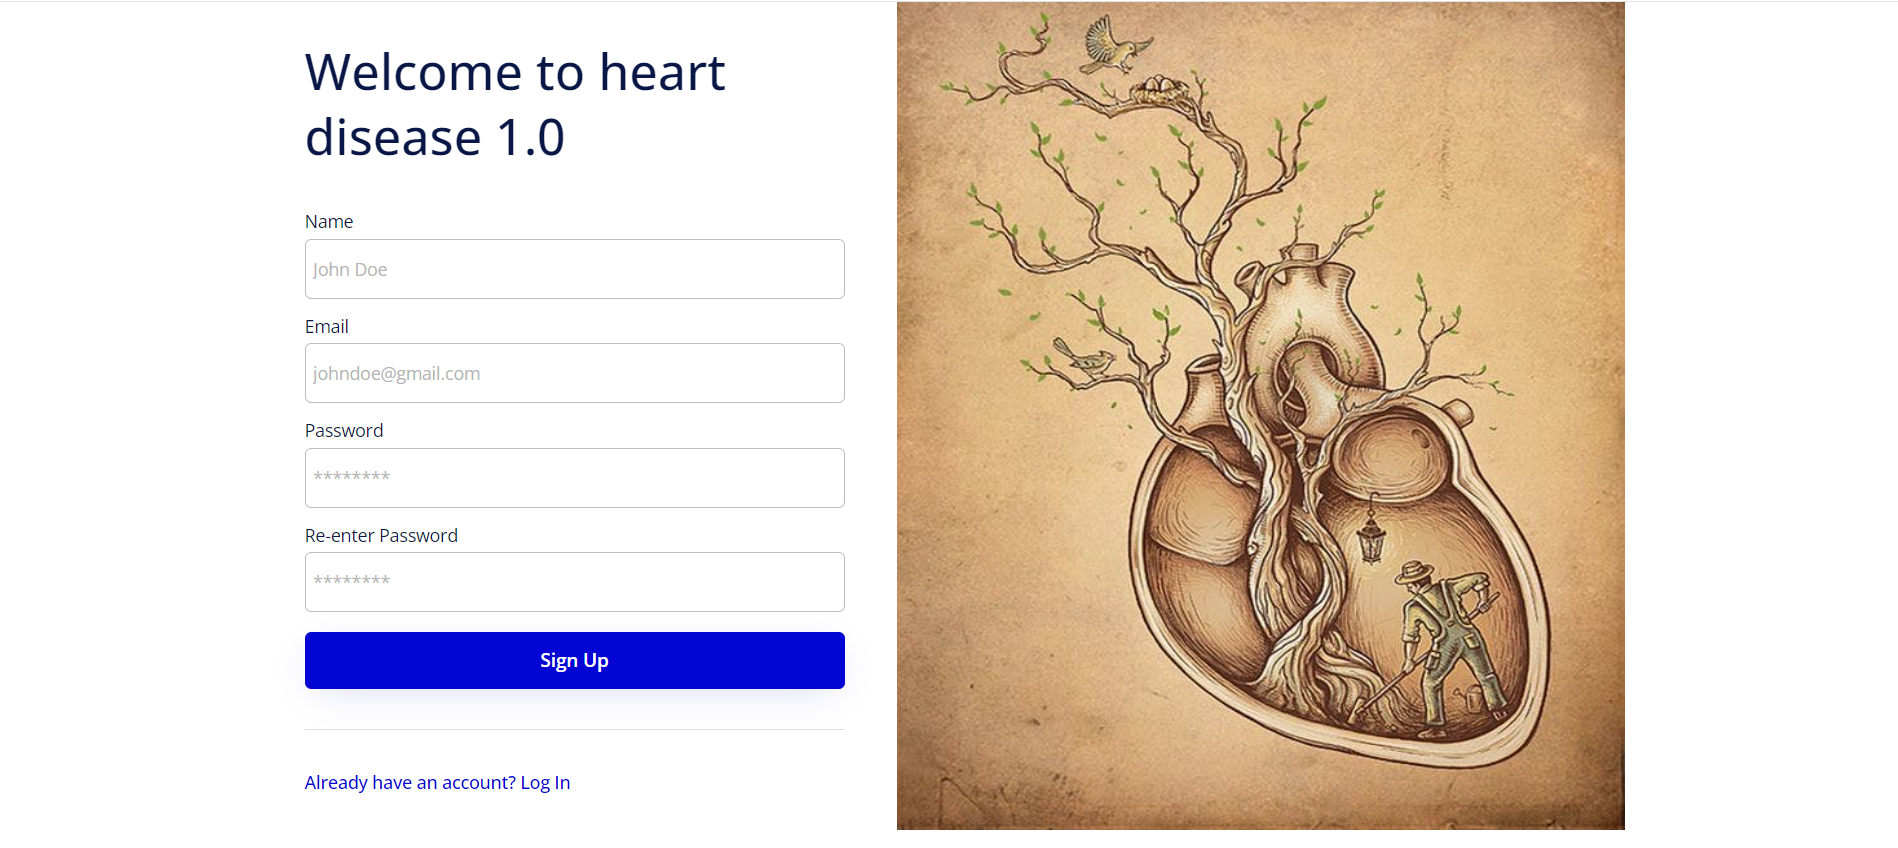 Welcome to heart
disease 1.0
Name
John Doe
Email
johndoe@gmail.com
Password
********
Re-enter Password
********
Sign Up
Already have an account? Log In